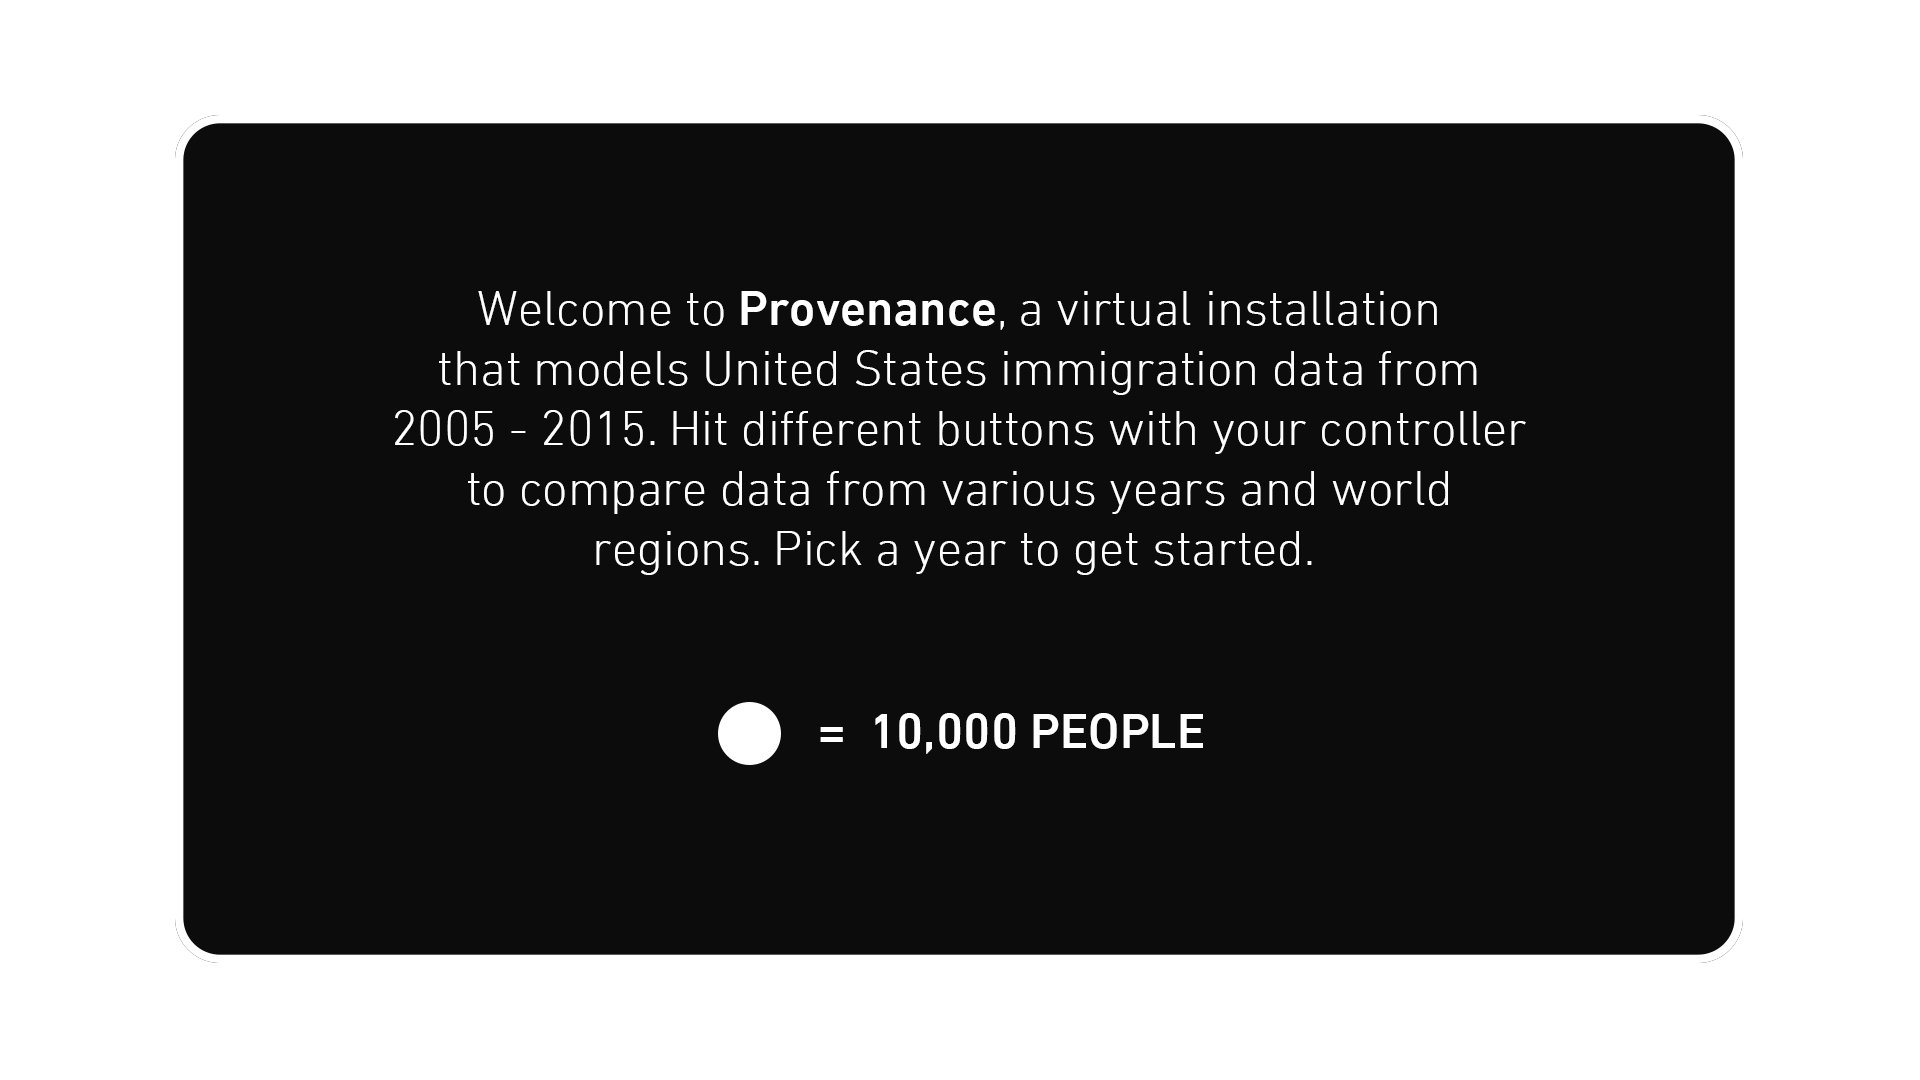 Welcome to Provenance, a virtual installation
that models United States immigration data from
2005 - 2015. Hit different buttons with your controller
to compare data from various years and world
regions. Pick a year to get started.
= 10,000 PEOPLE